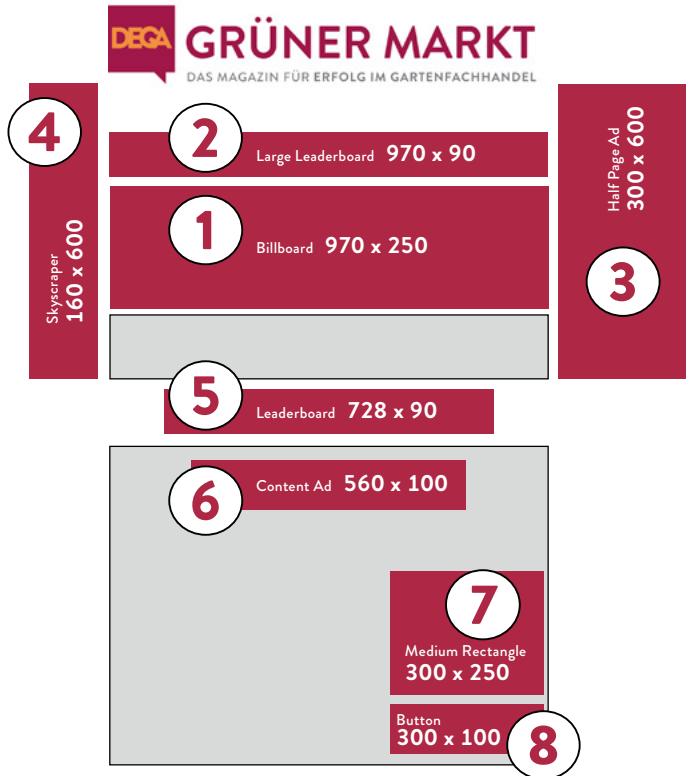 DEGA GRÜNER MARKT
DAS MAGAZIN FÜR ERFOLG IM GARTENFACHHANDEL
4
Skyscraper
160 x 600
2
Large Leaderboard 970 x 90
1
Billboard 970 x 250
Half Page Ad
300 x 600
3
5
Leaderboard 728 x 90
6
Content Ad 560 x 100
7
Medium Rectangle
300 x 250
Button
300 x 100
8